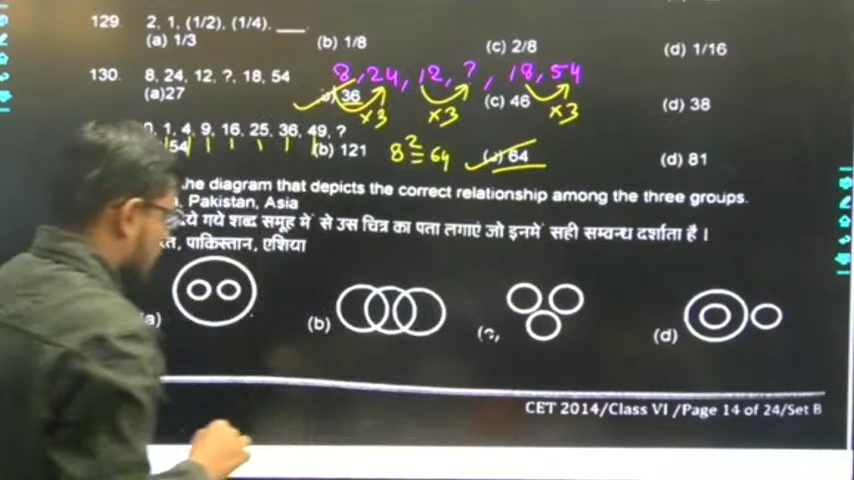 129. 2, 1, (1/2), (1/4), ___.
(a) 1/3 (b) 1/8 (c) 2/8 (d) 1/16
130. 8, 24, 12, ?, 18, 54 8, 24, 12, ?, 18, 54
(a)27 36 (c) 46 (d) 38
×3 ×3 ×3
1, 4, 9, 16, 25, 36, 49, ?
54 (b) 121 8² = 64 64 (d) 81
the diagram that depicts the correct relationship among the three groups.
Pakistan, Asia
गये शब्द समूह में से उस चित्र का पता लगाएं जो इनमें सही सम्बन्ध दर्शाता है।
पाकिस्तान, एशिया
a) (b) (d)
CET 2014/Class VI /Page 14 of 24/Set B